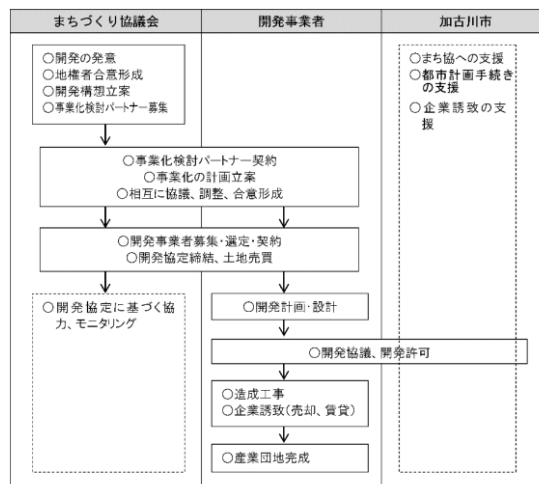 まちづくり協議会
開発事業者
加古川市
○開発の発意
○地権者合意形成
○開発構想立案
○事業化検討パートナー募集
○まち協への支援
○都市計画手続き
の支援
○企業誘致の支
援
○事業化検討パートナー契約
○事業化の計画立案
○相互に協議、調整、合意形成
○開発事業者募集・選定・契約
○開発協定締結、土地売買
○開発協定に基づく協
力、モニタリング
○開発計画・設計
○開発協議、開発許可
○造成工事
○企業誘致(売却、賃貸)
○産業団地完成